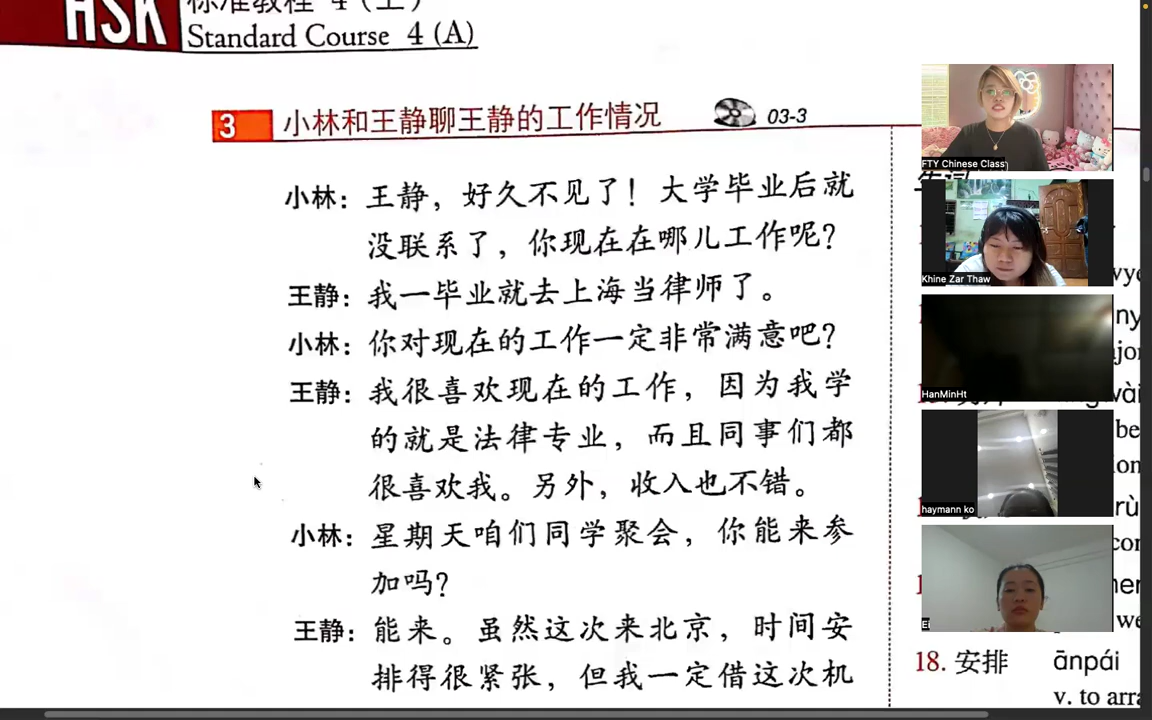 HSK
标准教程 4 (上)
Standard Course 4 (A)
3 小林和王静聊王静的工作情况 03-3
小林：王静，好久不见了！大学毕业后就
没联系了，你现在在哪儿工作呢？
王静：我一毕业就去上海当律师了。
小林：你对现在的工作一定非常满意吧？
王静：我很喜欢现在的工作，因为我学
的就是法律专业，而且同事们都
很喜欢我。另外，收入也不错。
小林：星期天咱们同学聚会，你能来参
加吗？
王静：能来。虽然这次来北京，时间安
排得很紧张，但我一定借这次机
18. 安排 ānpái
v. to arra
FTY Chinese Class
Khine Zar Thaw
HanMinHt
haymann ko